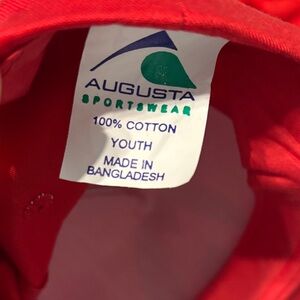 AUGUSTA
SPORTSWEAR
100% COTTON
YOUTH
MADE IN
BANGLADESH